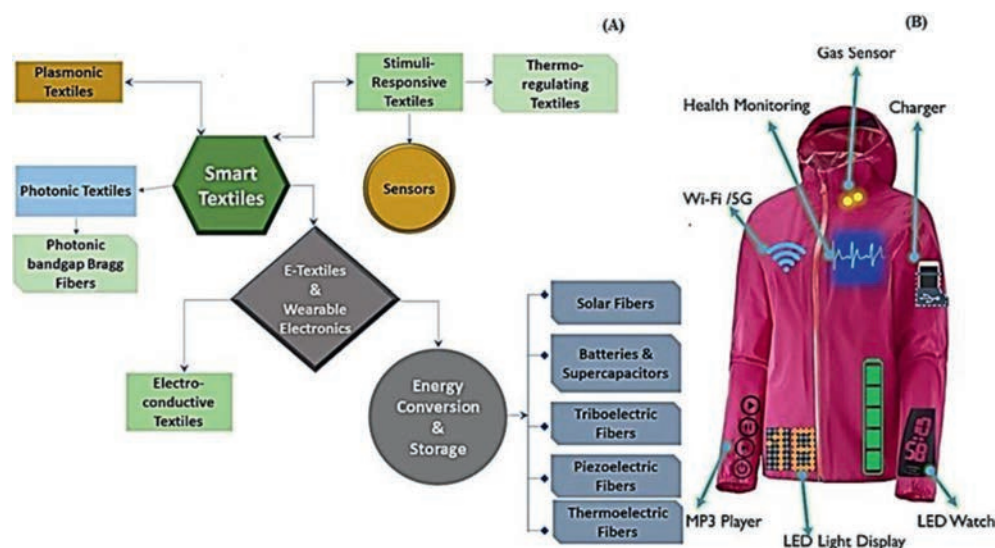 (A)
Plasmonic
Textiles
Stimuli-
Responsive
Textiles
Thermo-
regulating
Textiles
Smart
Textiles
Sensors
Photonic Textiles
Photonic
bandgap Bragg
Fibers
E-Textiles
&
Wearable
Electronics
Electro-
conductive
Textiles
Energy
Conversion
&
Storage
Solar Fibers
Batteries &
Supercapacitors
Triboelectric
Fibers
Piezoelectric
Fibers
Thermoelectric
Fibers
(B)
Gas Sensor
Health Monitoring
Charger
Wi-Fi /5G
MP3 Player
LED Light Display
LED Watch